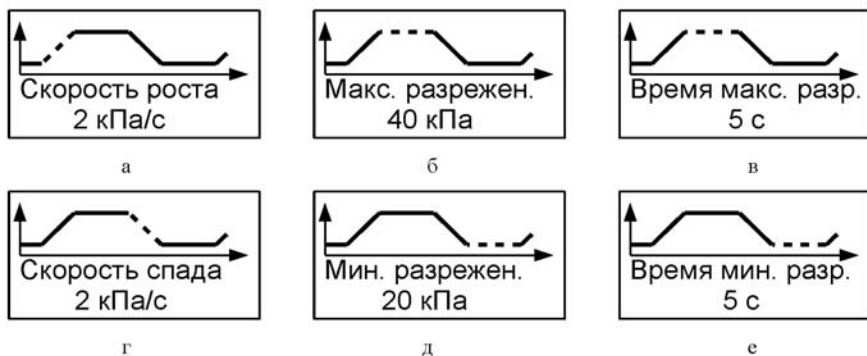 Скорость роста
2 кПа/с
а
Макс. разрежен.
40 кПа
б
Время макс. разр.
5 с
в
Скорость спада
2 кПа/с
г
Мин. разрежен.
20 кПа
д
Время мин. разр.
5 с
е